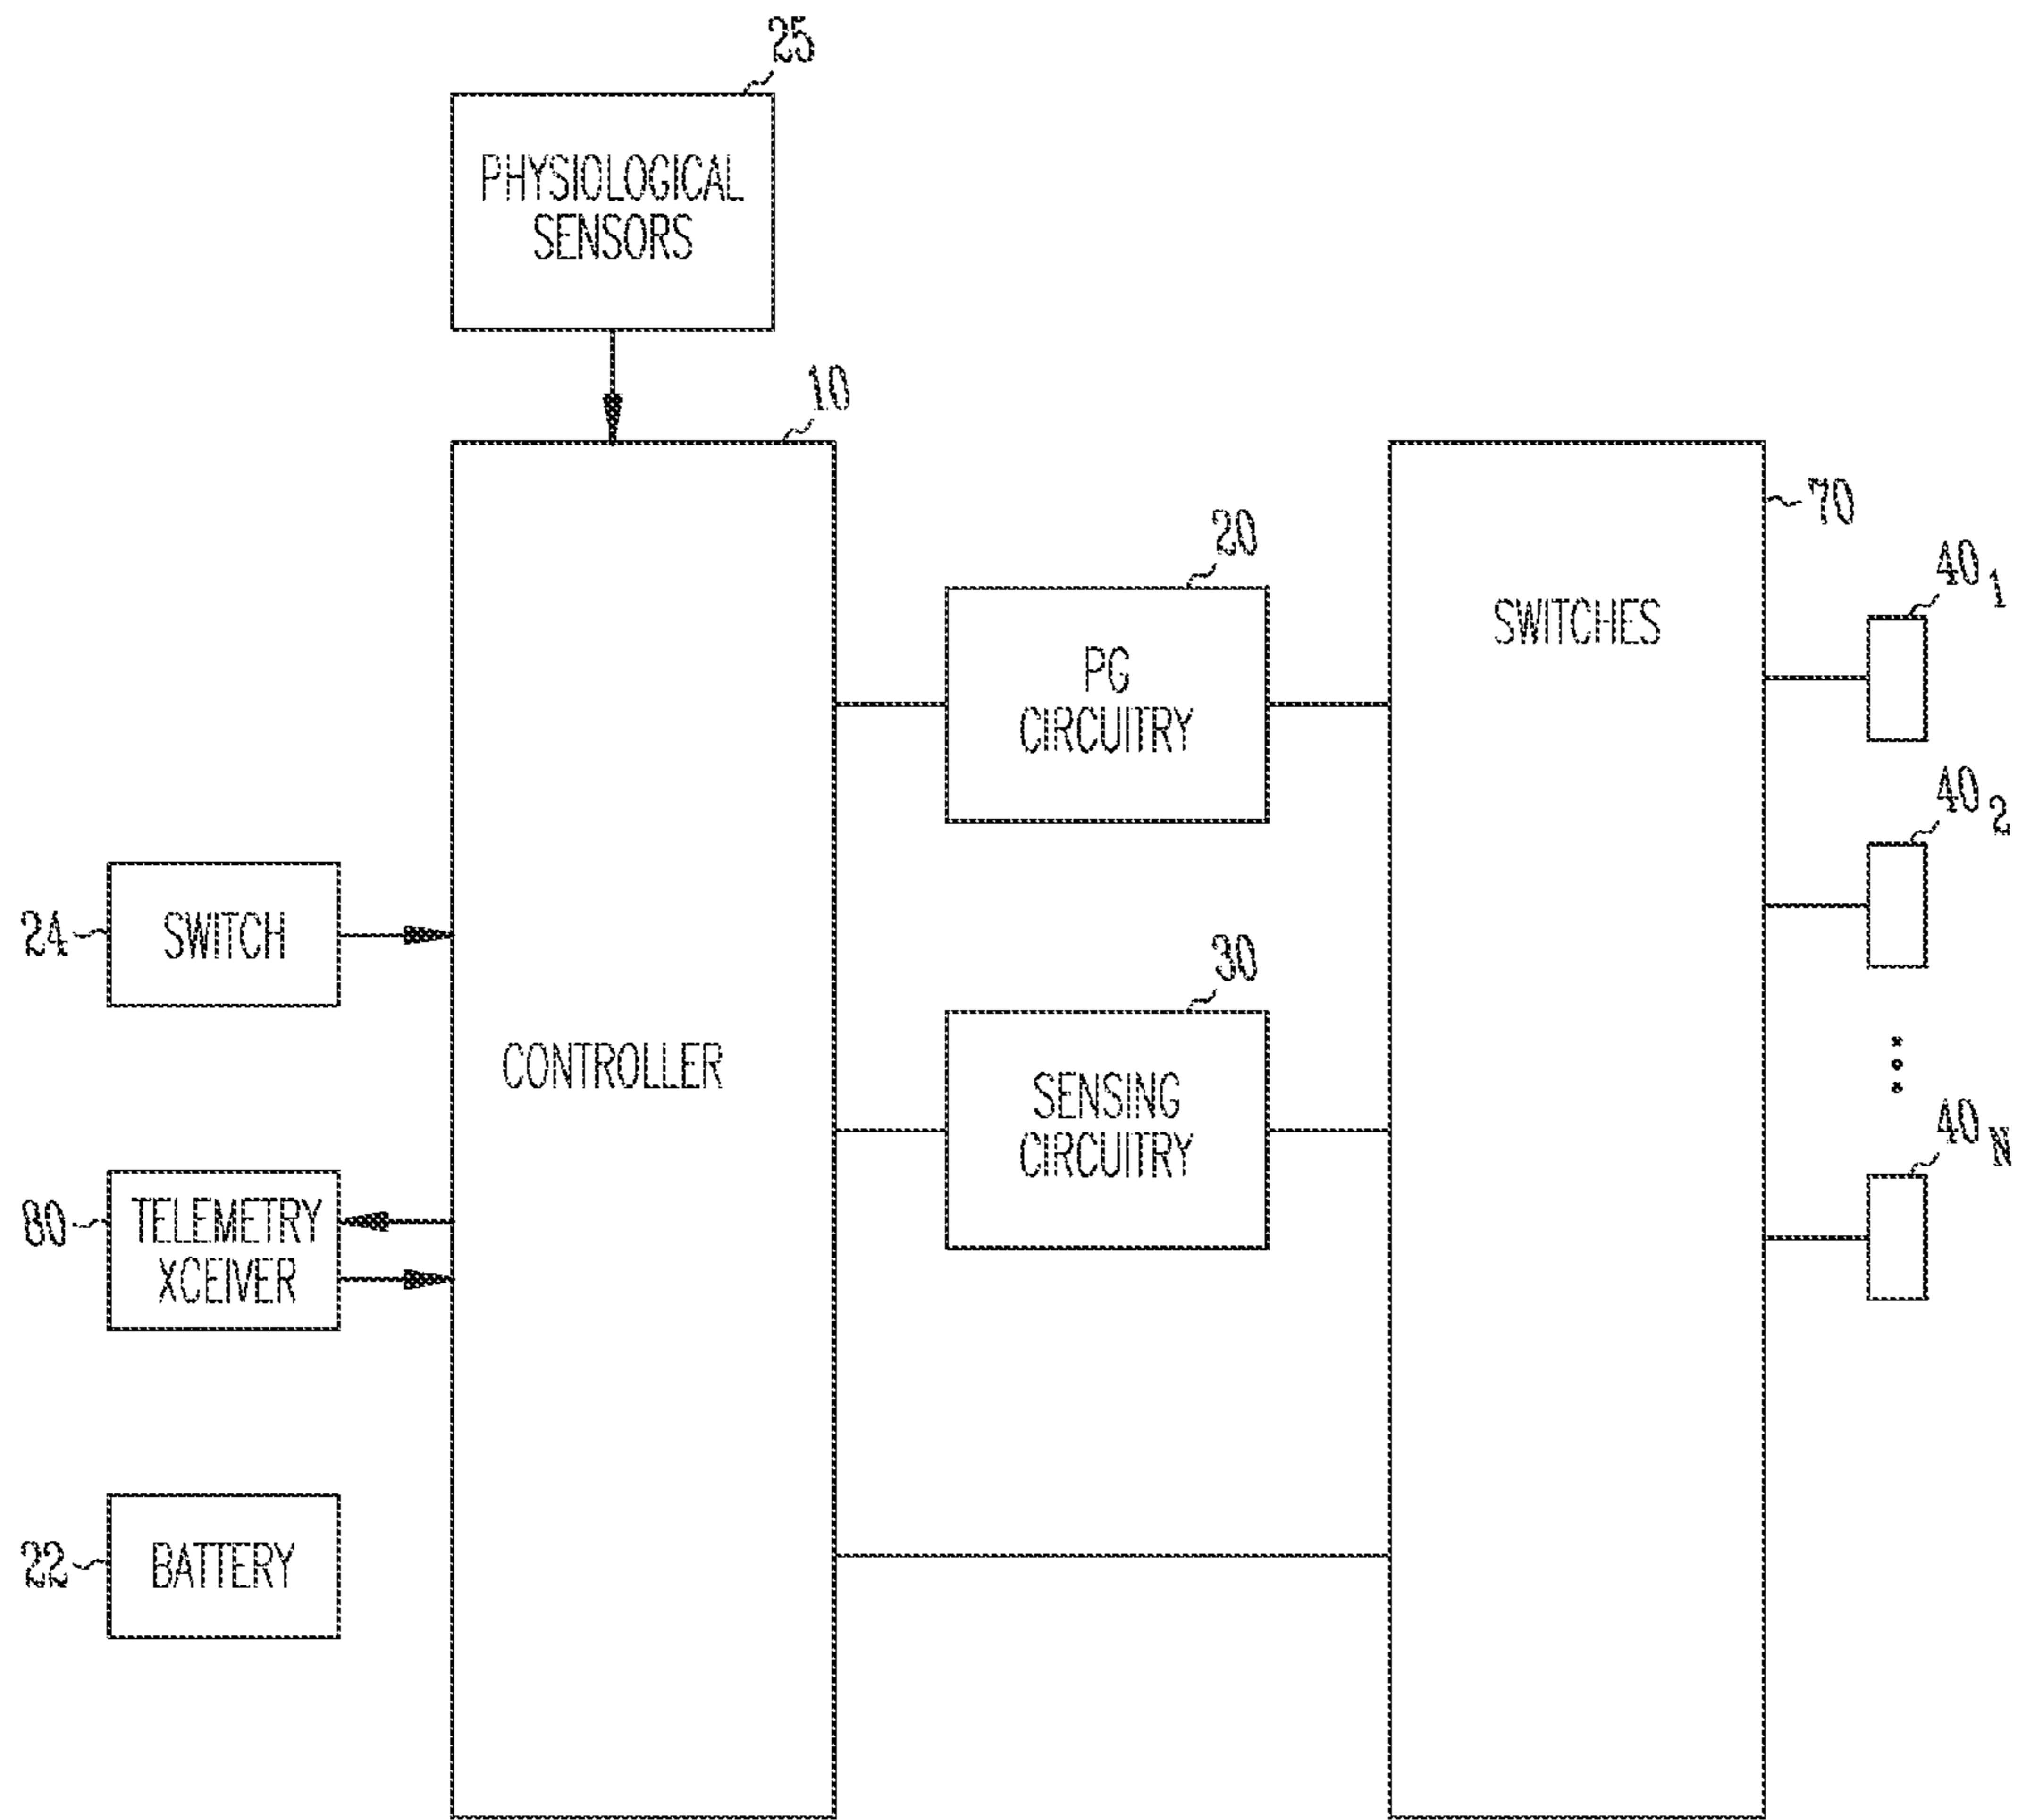 25
PHYSIOLOGICAL
SENSORS
10
70
20
40 1
SWITCHES
PG
CIRCUITRY
40 2
24
SWITCH
30
CONTROLLER
SENSING
CIRCUITRY
40 N
80
TELEMETRY
XCEIVER
22
BATTERY